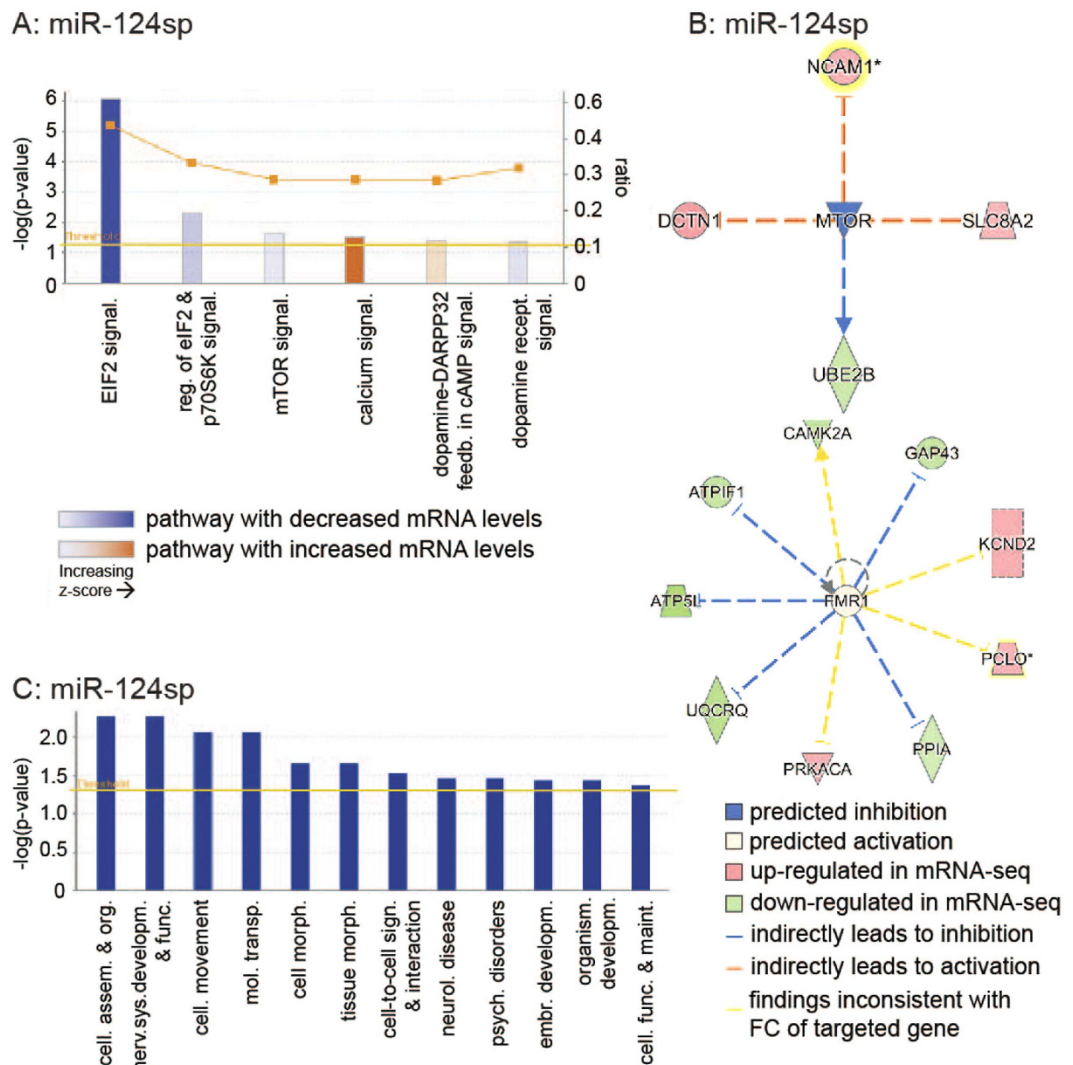 A: miR-124sp
6
5
4
3
2
1
0
-log(p-value)
0.6
0.4
0.3
0.2
0.1
0
ratio
Threshold
EIF2 signal.
reg. of eIF2 &
p70S6K signal.
mTOR signal.
calcium signal.
dopamine-DARPP32
feedb. in cAMP signal.
dopamine recept.
signal.
pathway with decreased mRNA levels
pathway with increased mRNA levels
Increasing
z-score →
B: miR-124sp
NCAM1*
DCTN1
MTOR
SLC8A2
UBE2B
CAMK2A
GAP43
ATPIF1
KCND2
ATP5L
FMR1
PCLO*
UQCRQ
PPIA
PRKACA
predicted inhibition
predicted activation
up-regulated in mRNA-seq
down-regulated in mRNA-seq
indirectly leads to inhibition
indirectly leads to activation
findings inconsistent with
FC of targeted gene
C: miR-124sp
2.0
1.5
1.0
0.5
0
-log(p-value)
Threshold
cell. assem. & org.
nerv.sys.developm.
& func.
cell. movement
mol. transp.
cell morph.
tissue morph.
cell-to-cell sign.
& interaction
neurol. disease
psych. disorders
embr. developm.
organism.
developm.
cell. func. & maint.